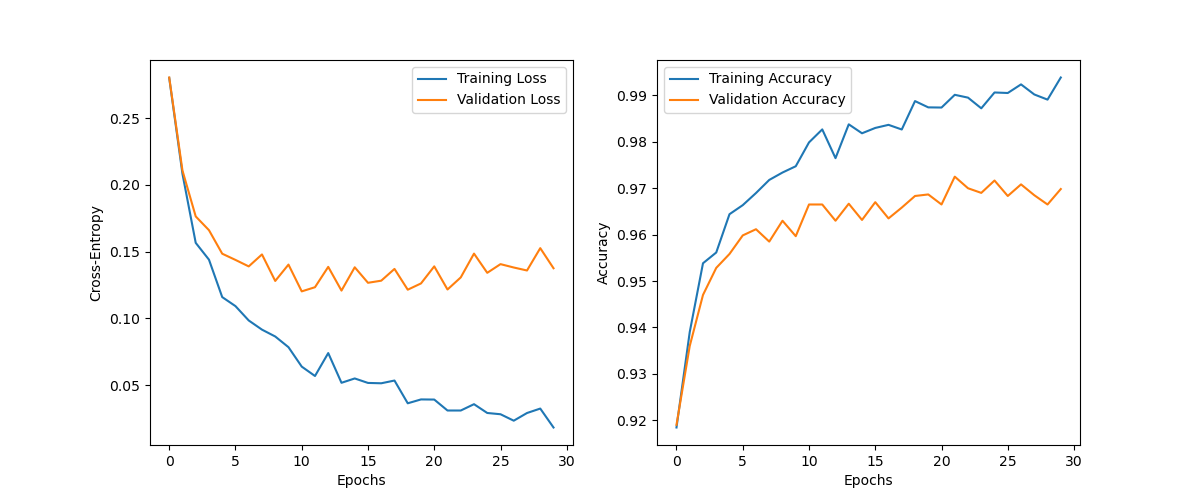 Training Loss
Validation Loss
0.25
0.20
0.15
0.10
0.05
Cross-Entropy
0 5 10 15 20 25 30
Epochs
Training Accuracy
Validation Accuracy
0.99
0.98
0.97
0.96
0.95
0.94
0.93
0.92
Accuracy
0 5 10 15 20 25 30
Epochs